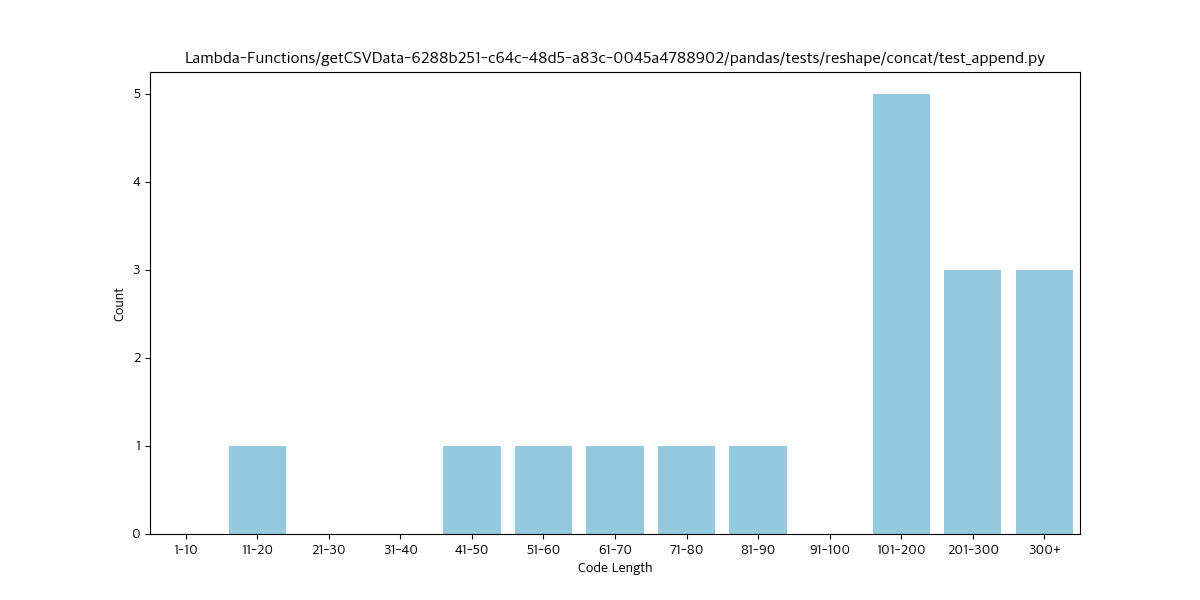 Lambda-Functions/getCSVData-6288b251-c64c-48d5-a83c-0045a4788902/pandas/tests/reshape/concat/test_append.py
5
4
3
2
1
0
Count
1-10 11-20 21-30 31-40 41-50 51-60 61-70 71-80 81-90 91-100 101-200 201-300 300+
Code Length